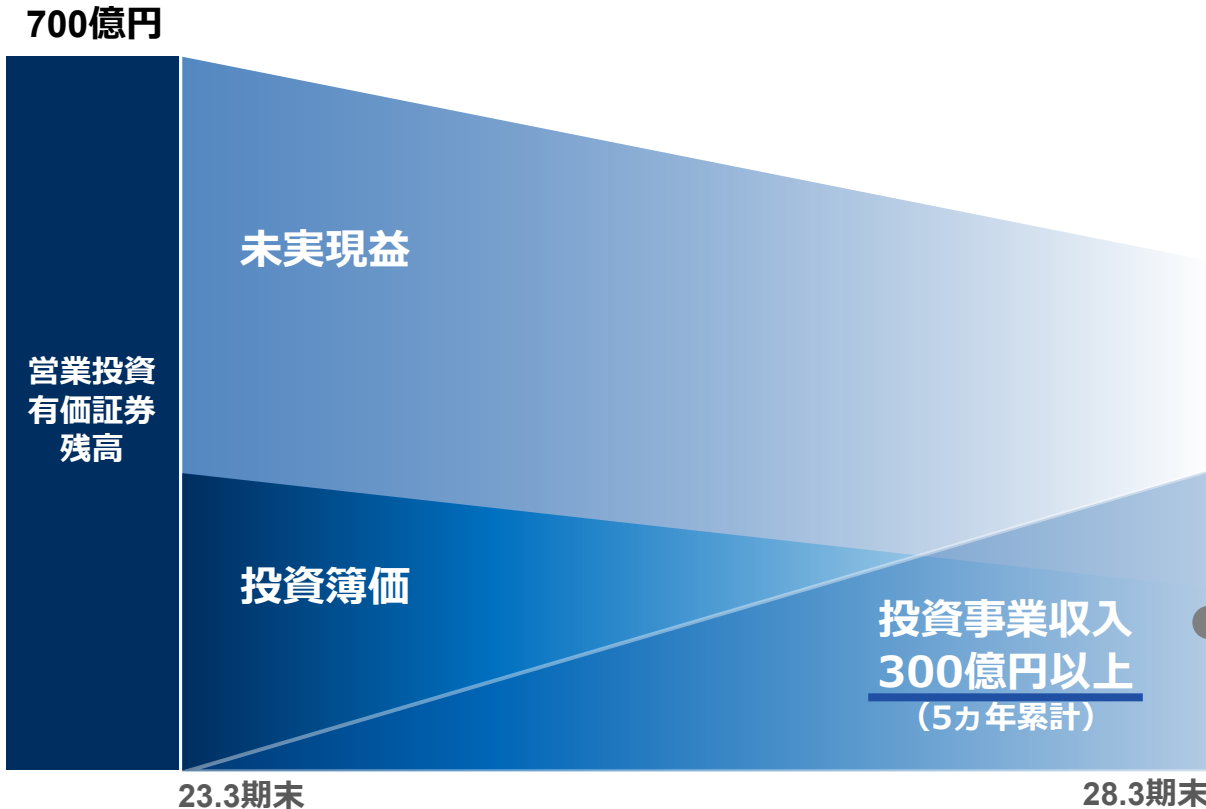 700億円
未実現益
営業投資
有価証券
残高
投資簿価
投資事業収入
300億円以上
（5ヵ年累計）
23.3期末
28.3期末